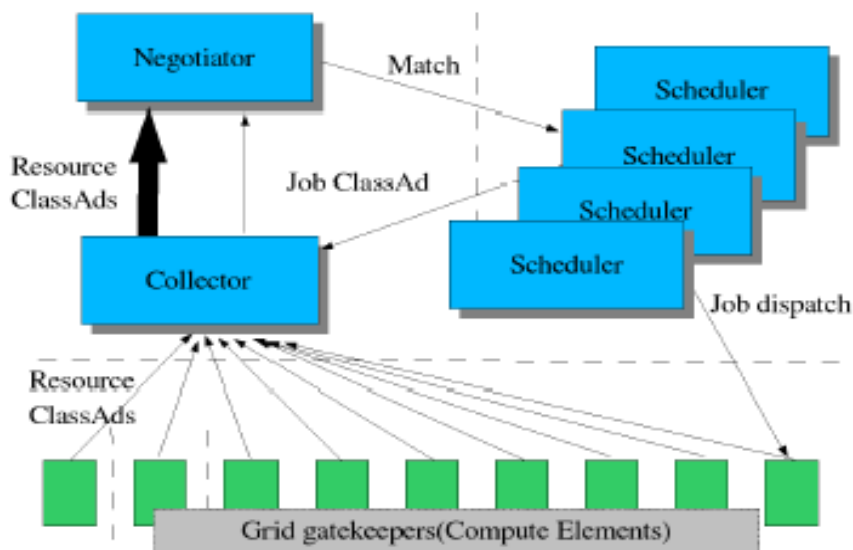 Negotiator
Match
Scheduler
Scheduler
Scheduler
Scheduler
Resource
ClassAds
Job ClassAd
Collector
Job dispatch
Resource
ClassAds
Grid gatekeepers(Compute Elements)